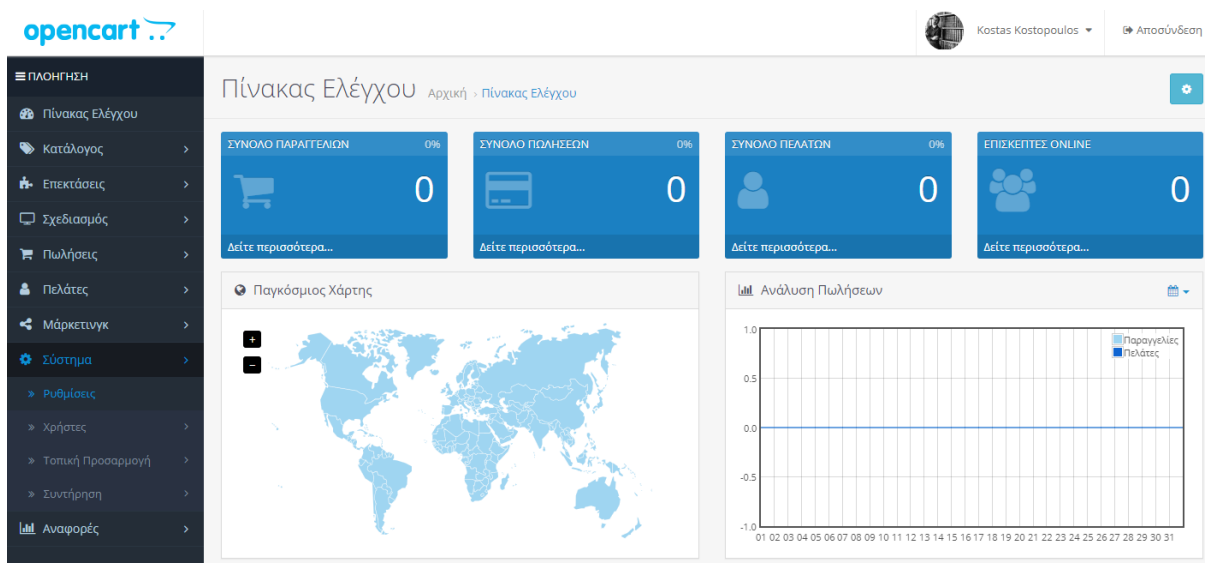 opencart
Kostas Kostopoulos
Αποσύνδεση
ΠΛΟΗΓΗΣΗ
Πίνακας Ελέγχου
Κατάλογος
Επεκτάσεις
Σχεδιασμός
Πωλήσεις
Πελάτες
Μάρκετινγκ
Σύστημα
» Ρυθμίσεις
» Χρήστες
» Τοπική Προσαρμογή
» Συντήρηση
Αναφορές
Πίνακας Ελέγχου
Αρχική › Πίνακας Ελέγχου
ΣΥΝΟΛΟ ΠΑΡΑΓΓΕΛΙΩΝ 0%
0
Δείτε περισσότερα...
ΣΥΝΟΛΟ ΠΩΛΗΣΕΩΝ 0%
0
Δείτε περισσότερα...
ΣΥΝΟΛΟ ΠΕΛΑΤΩΝ 0%
0
Δείτε περισσότερα...
ΕΠΙΣΚΕΠΤΕΣ ONLINE
0
Δείτε περισσότερα...
Παγκόσμιος Χάρτης
+
−
Ανάλυση Πωλήσεων
Παραγγελίες
Πελάτες
1.0
0.5
0.0
-0.5
-1.0
01 02 03 04 05 06 07 08 09 10 11 12 13 14 15 16 17 18 19 20 21 22 23 24 25 26 27 28 29 30 31